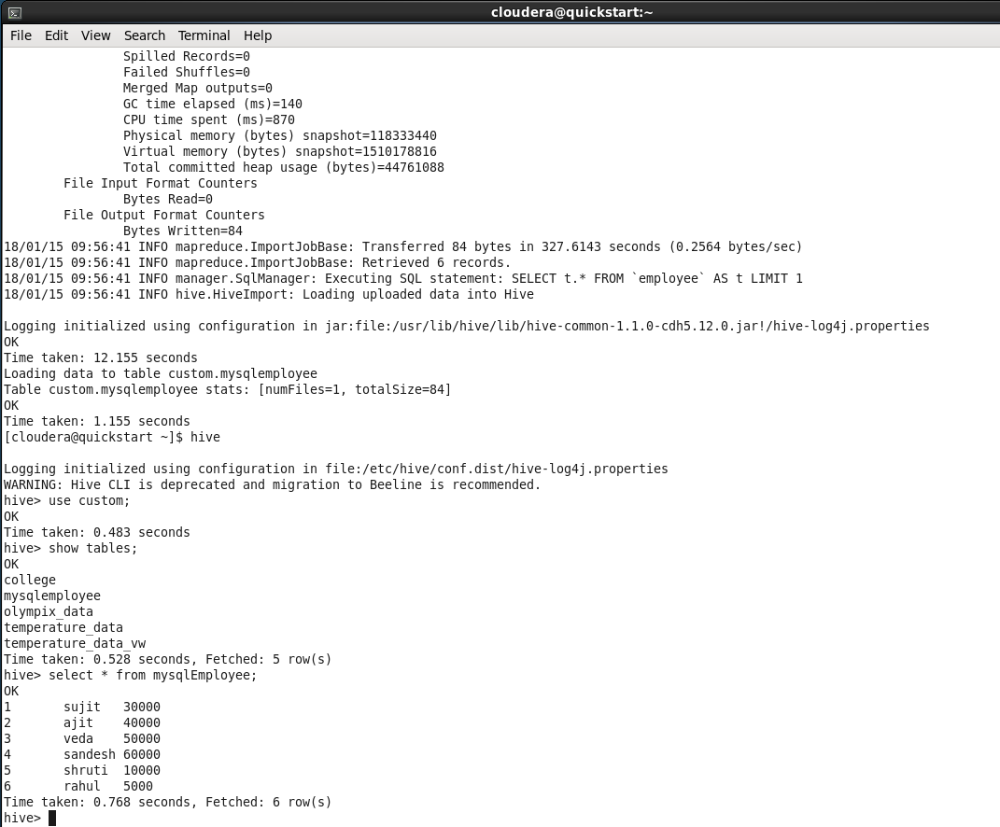 cloudera@quickstart:~
File Edit View Search Terminal Help
Spilled Records=0
Failed Shuffles=0
Merged Map outputs=0
GC time elapsed (ms)=140
CPU time spent (ms)=870
Physical memory (bytes) snapshot=118333440
Virtual memory (bytes) snapshot=1510178816
Total committed heap usage (bytes)=44761088
File Input Format Counters
Bytes Read=0
File Output Format Counters
Bytes Written=84
18/01/15 09:56:41 INFO mapreduce.ImportJobBase: Transferred 84 bytes in 327.6143 seconds (0.2564 bytes/sec)
18/01/15 09:56:41 INFO mapreduce.ImportJobBase: Retrieved 6 records.
18/01/15 09:56:41 INFO manager.SqlManager: Executing SQL statement: SELECT t.* FROM `employee` AS t LIMIT 1
18/01/15 09:56:41 INFO hive.HiveImport: Loading uploaded data into Hive
Logging initialized using configuration in jar:file:/usr/lib/hive/lib/hive-common-1.1.0-cdh5.12.0.jar!/hive-log4j.properties
OK
Time taken: 12.155 seconds
Loading data to table custom.mysqlemployee
Table custom.mysqlemployee stats: [numFiles=1, totalSize=84]
OK
Time taken: 1.155 seconds
[cloudera@quickstart ~]$ hive
Logging initialized using configuration in file:/etc/hive/conf.dist/hive-log4j.properties
WARNING: Hive CLI is deprecated and migration to Beeline is recommended.
hive> use custom;
OK
Time taken: 0.483 seconds
hive> show tables;
OK
college
mysqlemployee
olympix_data
temperature_data
temperature_data_vw
Time taken: 0.528 seconds, Fetched: 5 row(s)
hive> select * from mysqlEmployee;
OK
1 sujit 30000
2 ajit 40000
3 veda 50000
4 sandesh 60000
5 shruti 10000
6 rahul 5000
Time taken: 0.768 seconds, Fetched: 6 row(s)
hive>